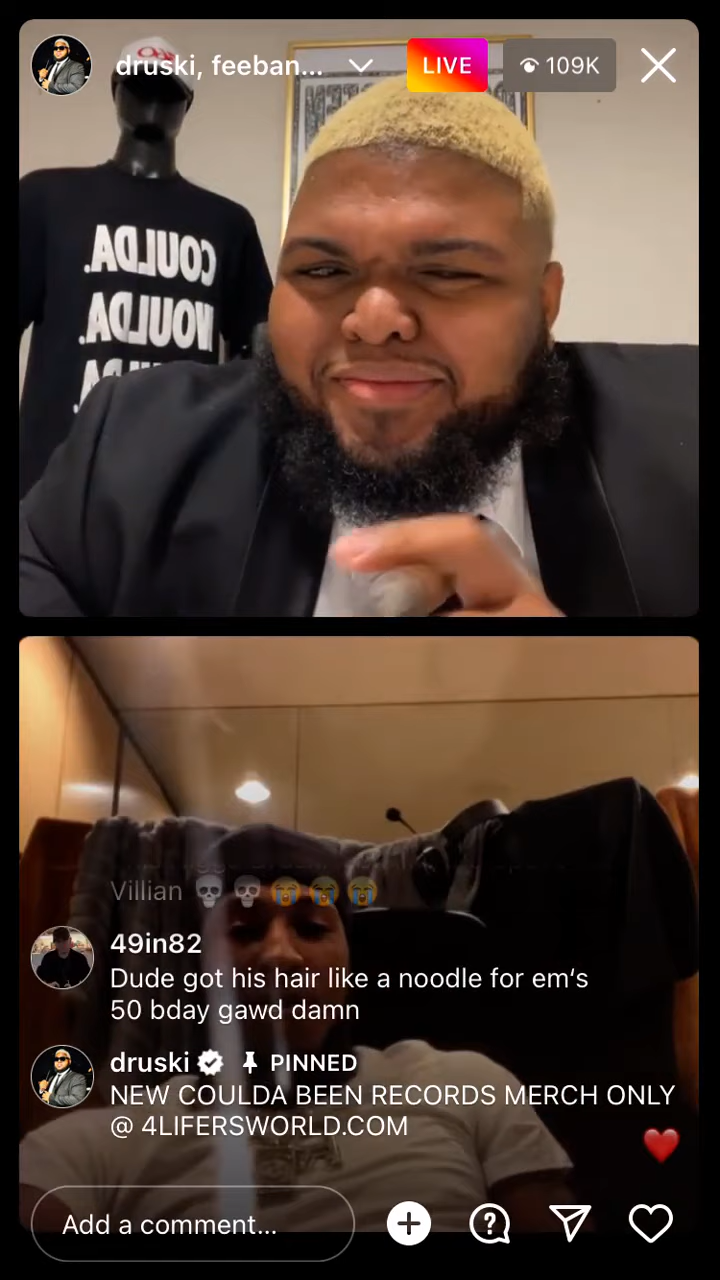 druski, feeban...
LIVE
109K
COULDA.
WOULDA.
Villian 💀💀😭😭😭
49in82
Dude got his hair like a noodle for em's
50 bday gawd damn
druski PINNED
NEW COULDA BEEN RECORDS MERCH ONLY
@ 4LIFERSWORLD.COM
Add a comment...